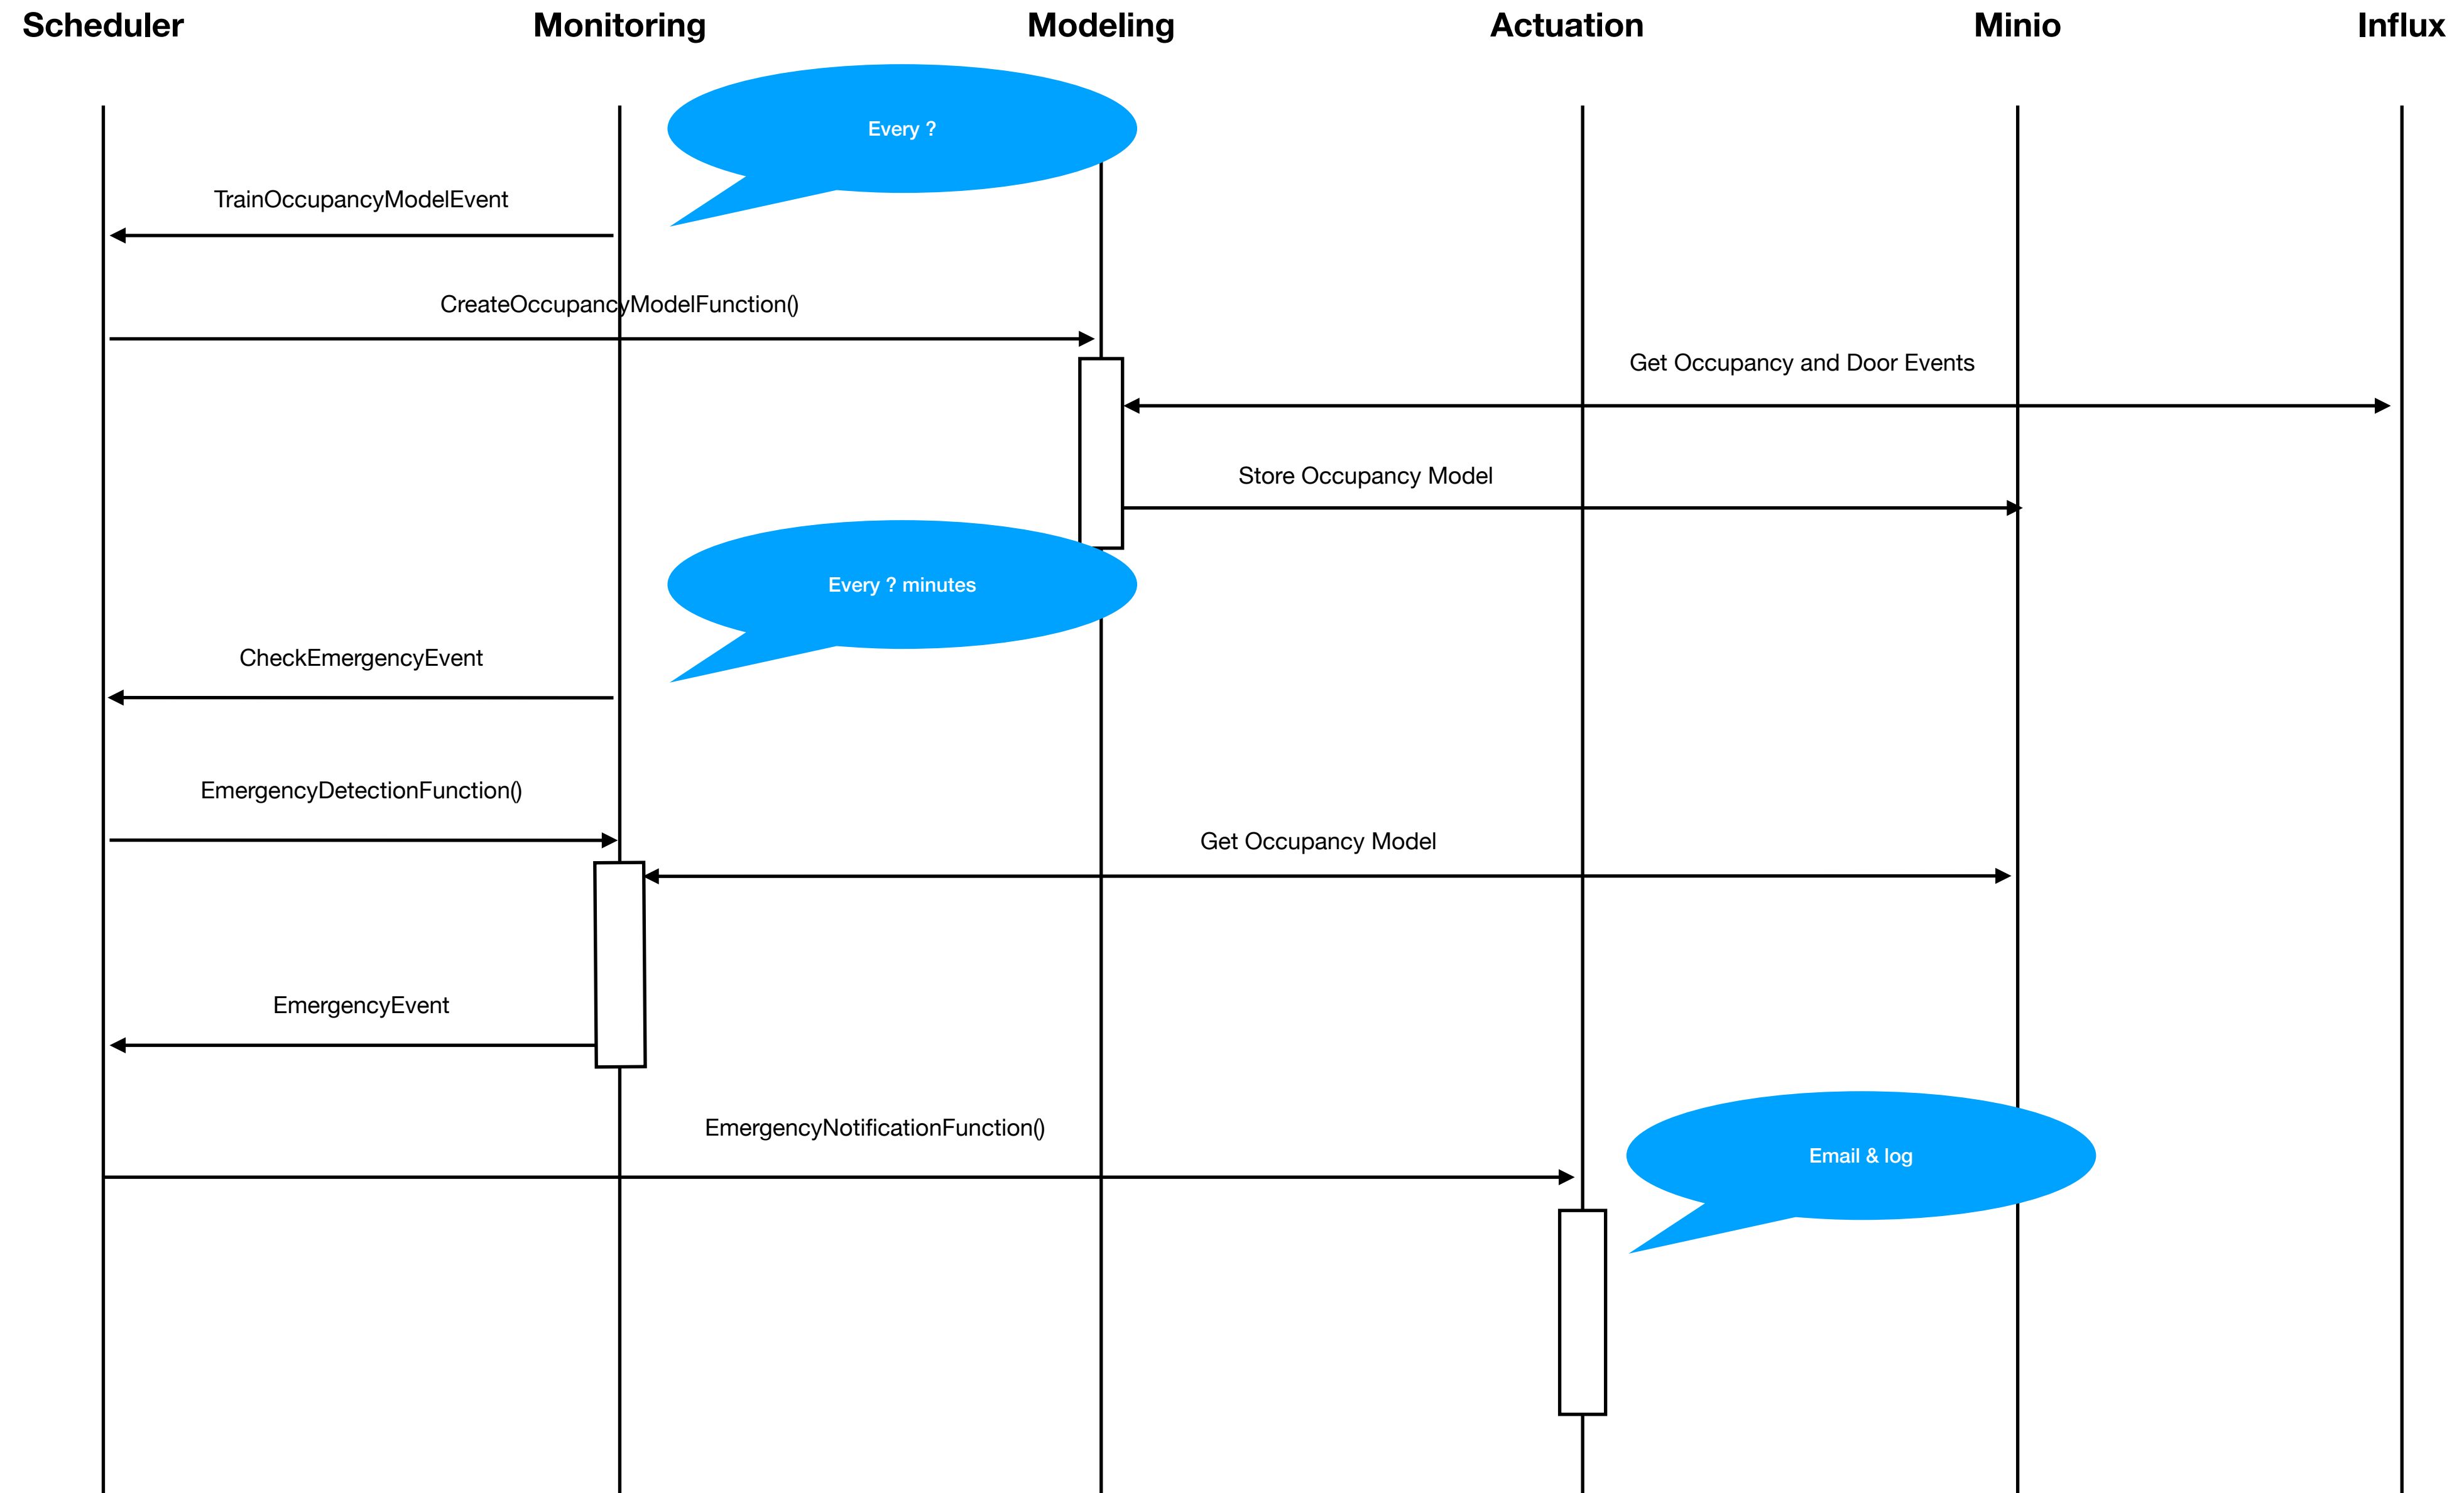 Scheduler
Monitoring
Modeling
Actuation
Minio
Influx
Every ?
TrainOccupancyModelEvent
CreateOccupancyModelFunction()
Get Occupancy and Door Events
Store Occupancy Model
Every ? minutes
CheckEmergencyEvent
EmergencyDetectionFunction()
Get Occupancy Model
EmergencyEvent
EmergencyNotificationFunction()
Email & log